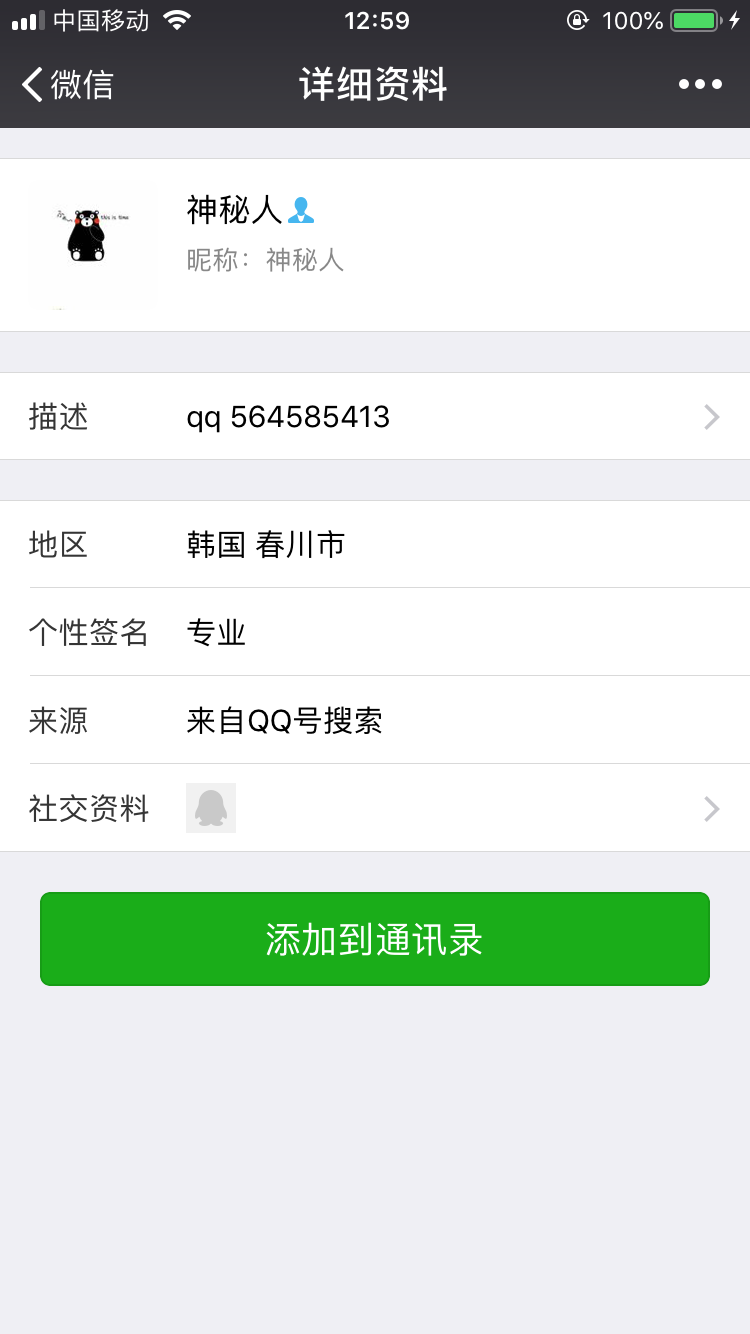 中国移动 12:59 100%
微信 详细资料
this is time
神秘人
昵称：神秘人
描述 qq 564585413
地区 韩国 春川市
个性签名 专业
来源 来自QQ号搜索
社交资料
添加到通讯录